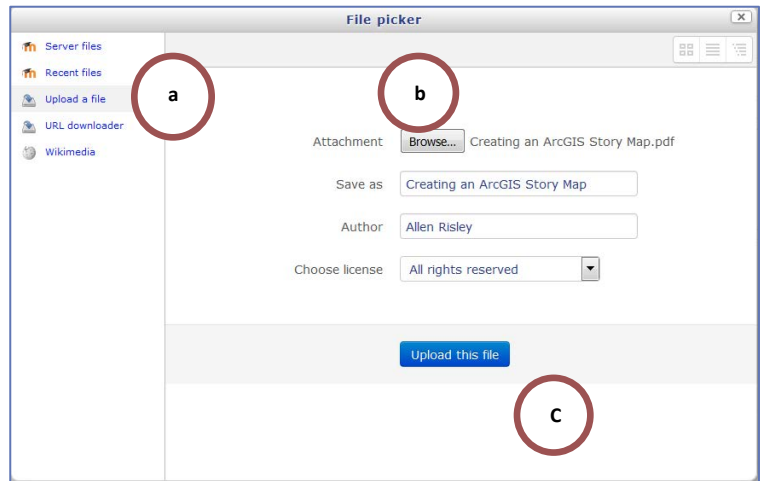 File picker
Server files
Recent files
Upload a file
URL downloader
Wikimedia
a
b
Attachment Browse... Creating an ArcGIS Story Map.pdf
Save as Creating an ArcGIS Story Map
Author Allen Risley
Choose license All rights reserved
Upload this file
c